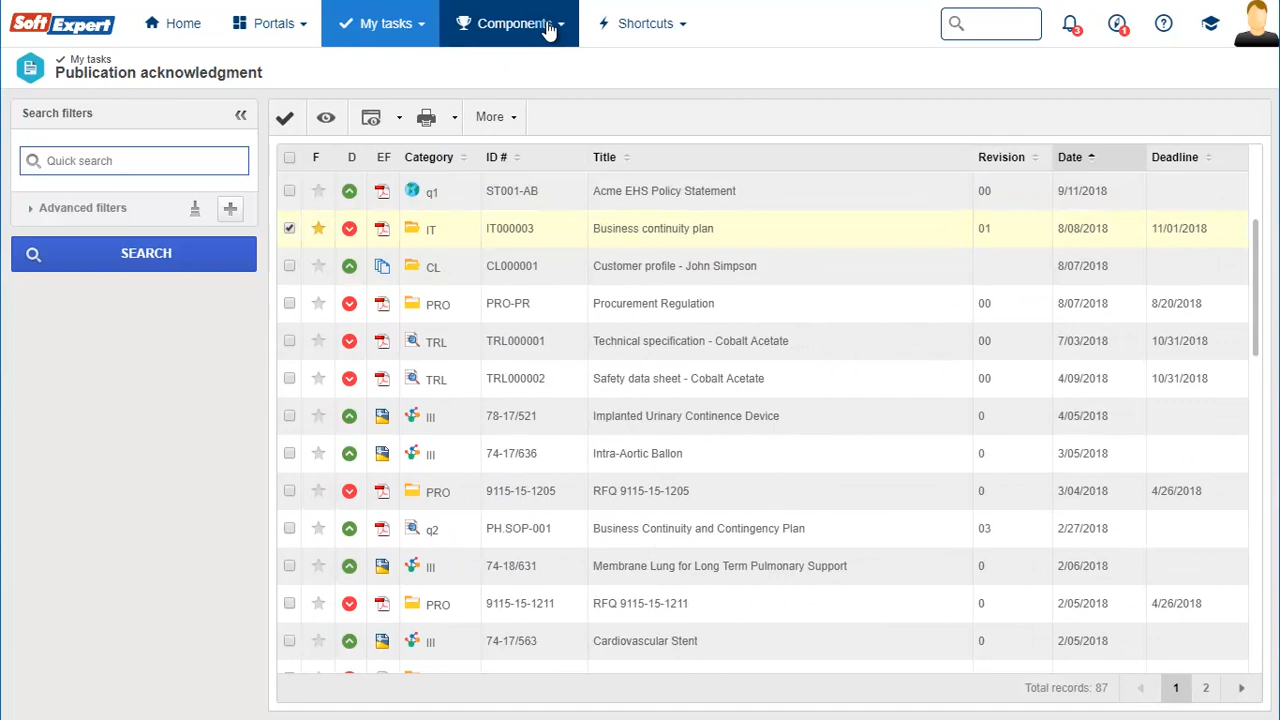 SoftExpert Home Portals My tasks Components Shortcuts 3 1
My tasks
Publication acknowledgment
Search filters
Quick search
Advanced filters
SEARCH
More
F D EF Category ID # Title Revision Date Deadline
q1 ST001-AB Acme EHS Policy Statement 00 9/11/2018
IT IT000003 Business continuity plan 01 8/08/2018 11/01/2018
CL CL000001 Customer profile - John Simpson 8/07/2018
PRO PRO-PR Procurement Regulation 00 8/07/2018 8/20/2018
TRL TRL000001 Technical specification - Cobalt Acetate 00 7/03/2018 10/31/2018
TRL TRL000002 Safety data sheet - Cobalt Acetate 00 4/09/2018 10/31/2018
III 78-17/521 Implanted Urinary Continence Device 0 4/05/2018
III 74-17/636 Intra-Aortic Ballon 0 3/05/2018
PRO 9115-15-1205 RFQ 9115-15-1205 0 3/04/2018 4/26/2018
q2 PH.SOP-001 Business Continuity and Contingency Plan 03 2/27/2018
III 74-18/631 Membrane Lung for Long Term Pulmonary Support 0 2/06/2018
PRO 9115-15-1211 RFQ 9115-15-1211 0 2/05/2018 4/26/2018
III 74-17/563 Cardiovascular Stent 0 2/05/2018
Total records: 87 1 2